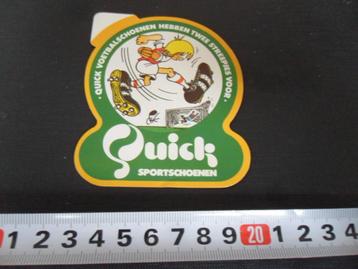 · QUICK VOETBALSCHOENEN HEBBEN TWEE STREEPJES VOOR ·
Quick
SPORTSCHOENEN
1 2 3 4 5 6 7 8 9 20 1 2 3 4